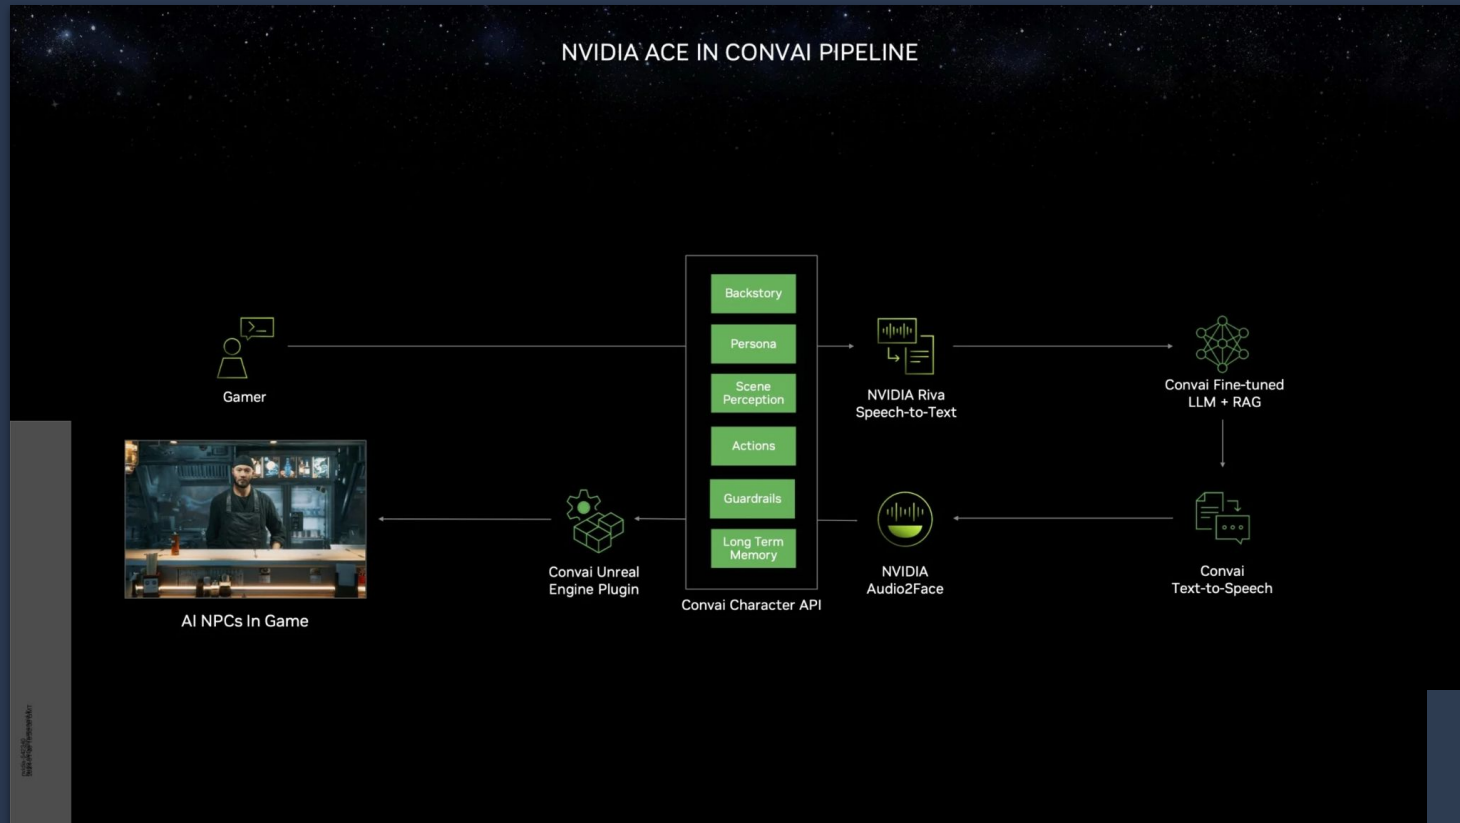 NVIDIA ACE IN CONVAI PIPELINE
Gamer
Backstory
Persona
Scene
Perception
Actions
Guardrails
Long Term
Memory
Convai Character API
NVIDIA Riva
Speech-to-Text
Convai Fine-tuned
LLM + RAG
Convai
Text-to-Speech
NVIDIA
Audio2Face
Convai Unreal
Engine Plugin
AI NPCs In Game